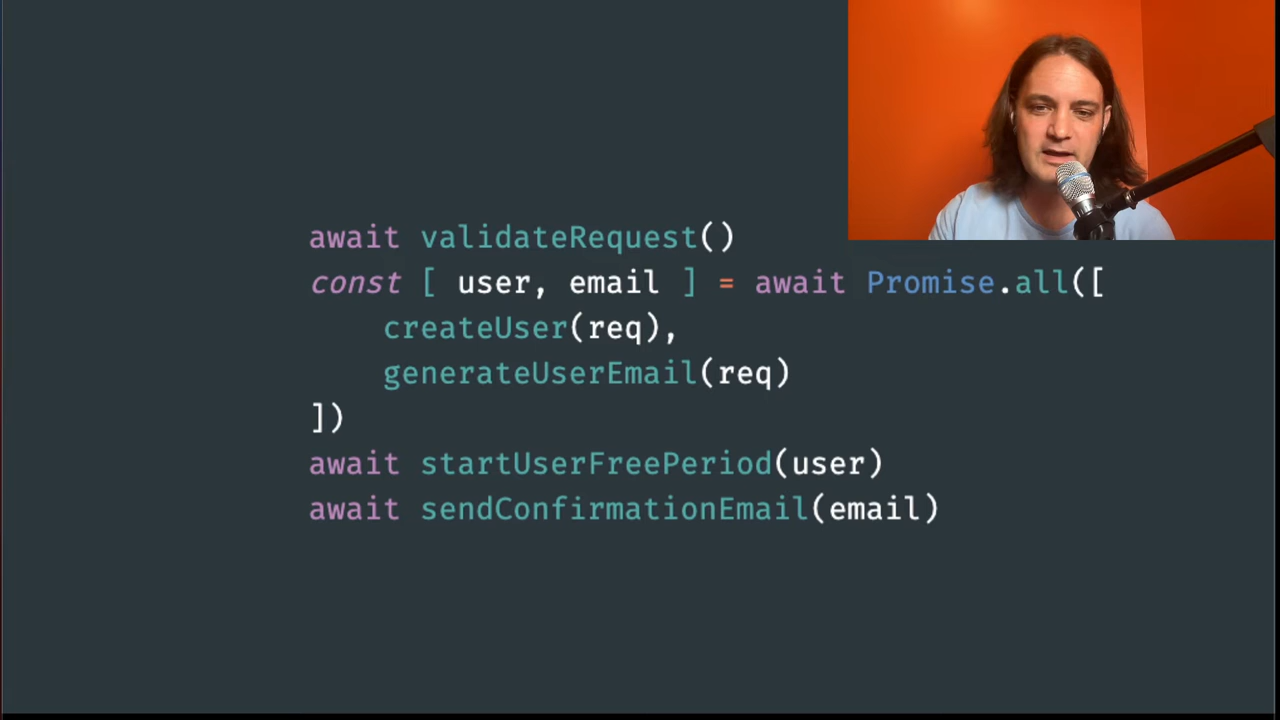 await validateRequest()
const [ user, email ] = await Promise.all([
    createUser(req),
    generateUserEmail(req)
])
await startUserFreePeriod(user)
await sendConfirmationEmail(email)